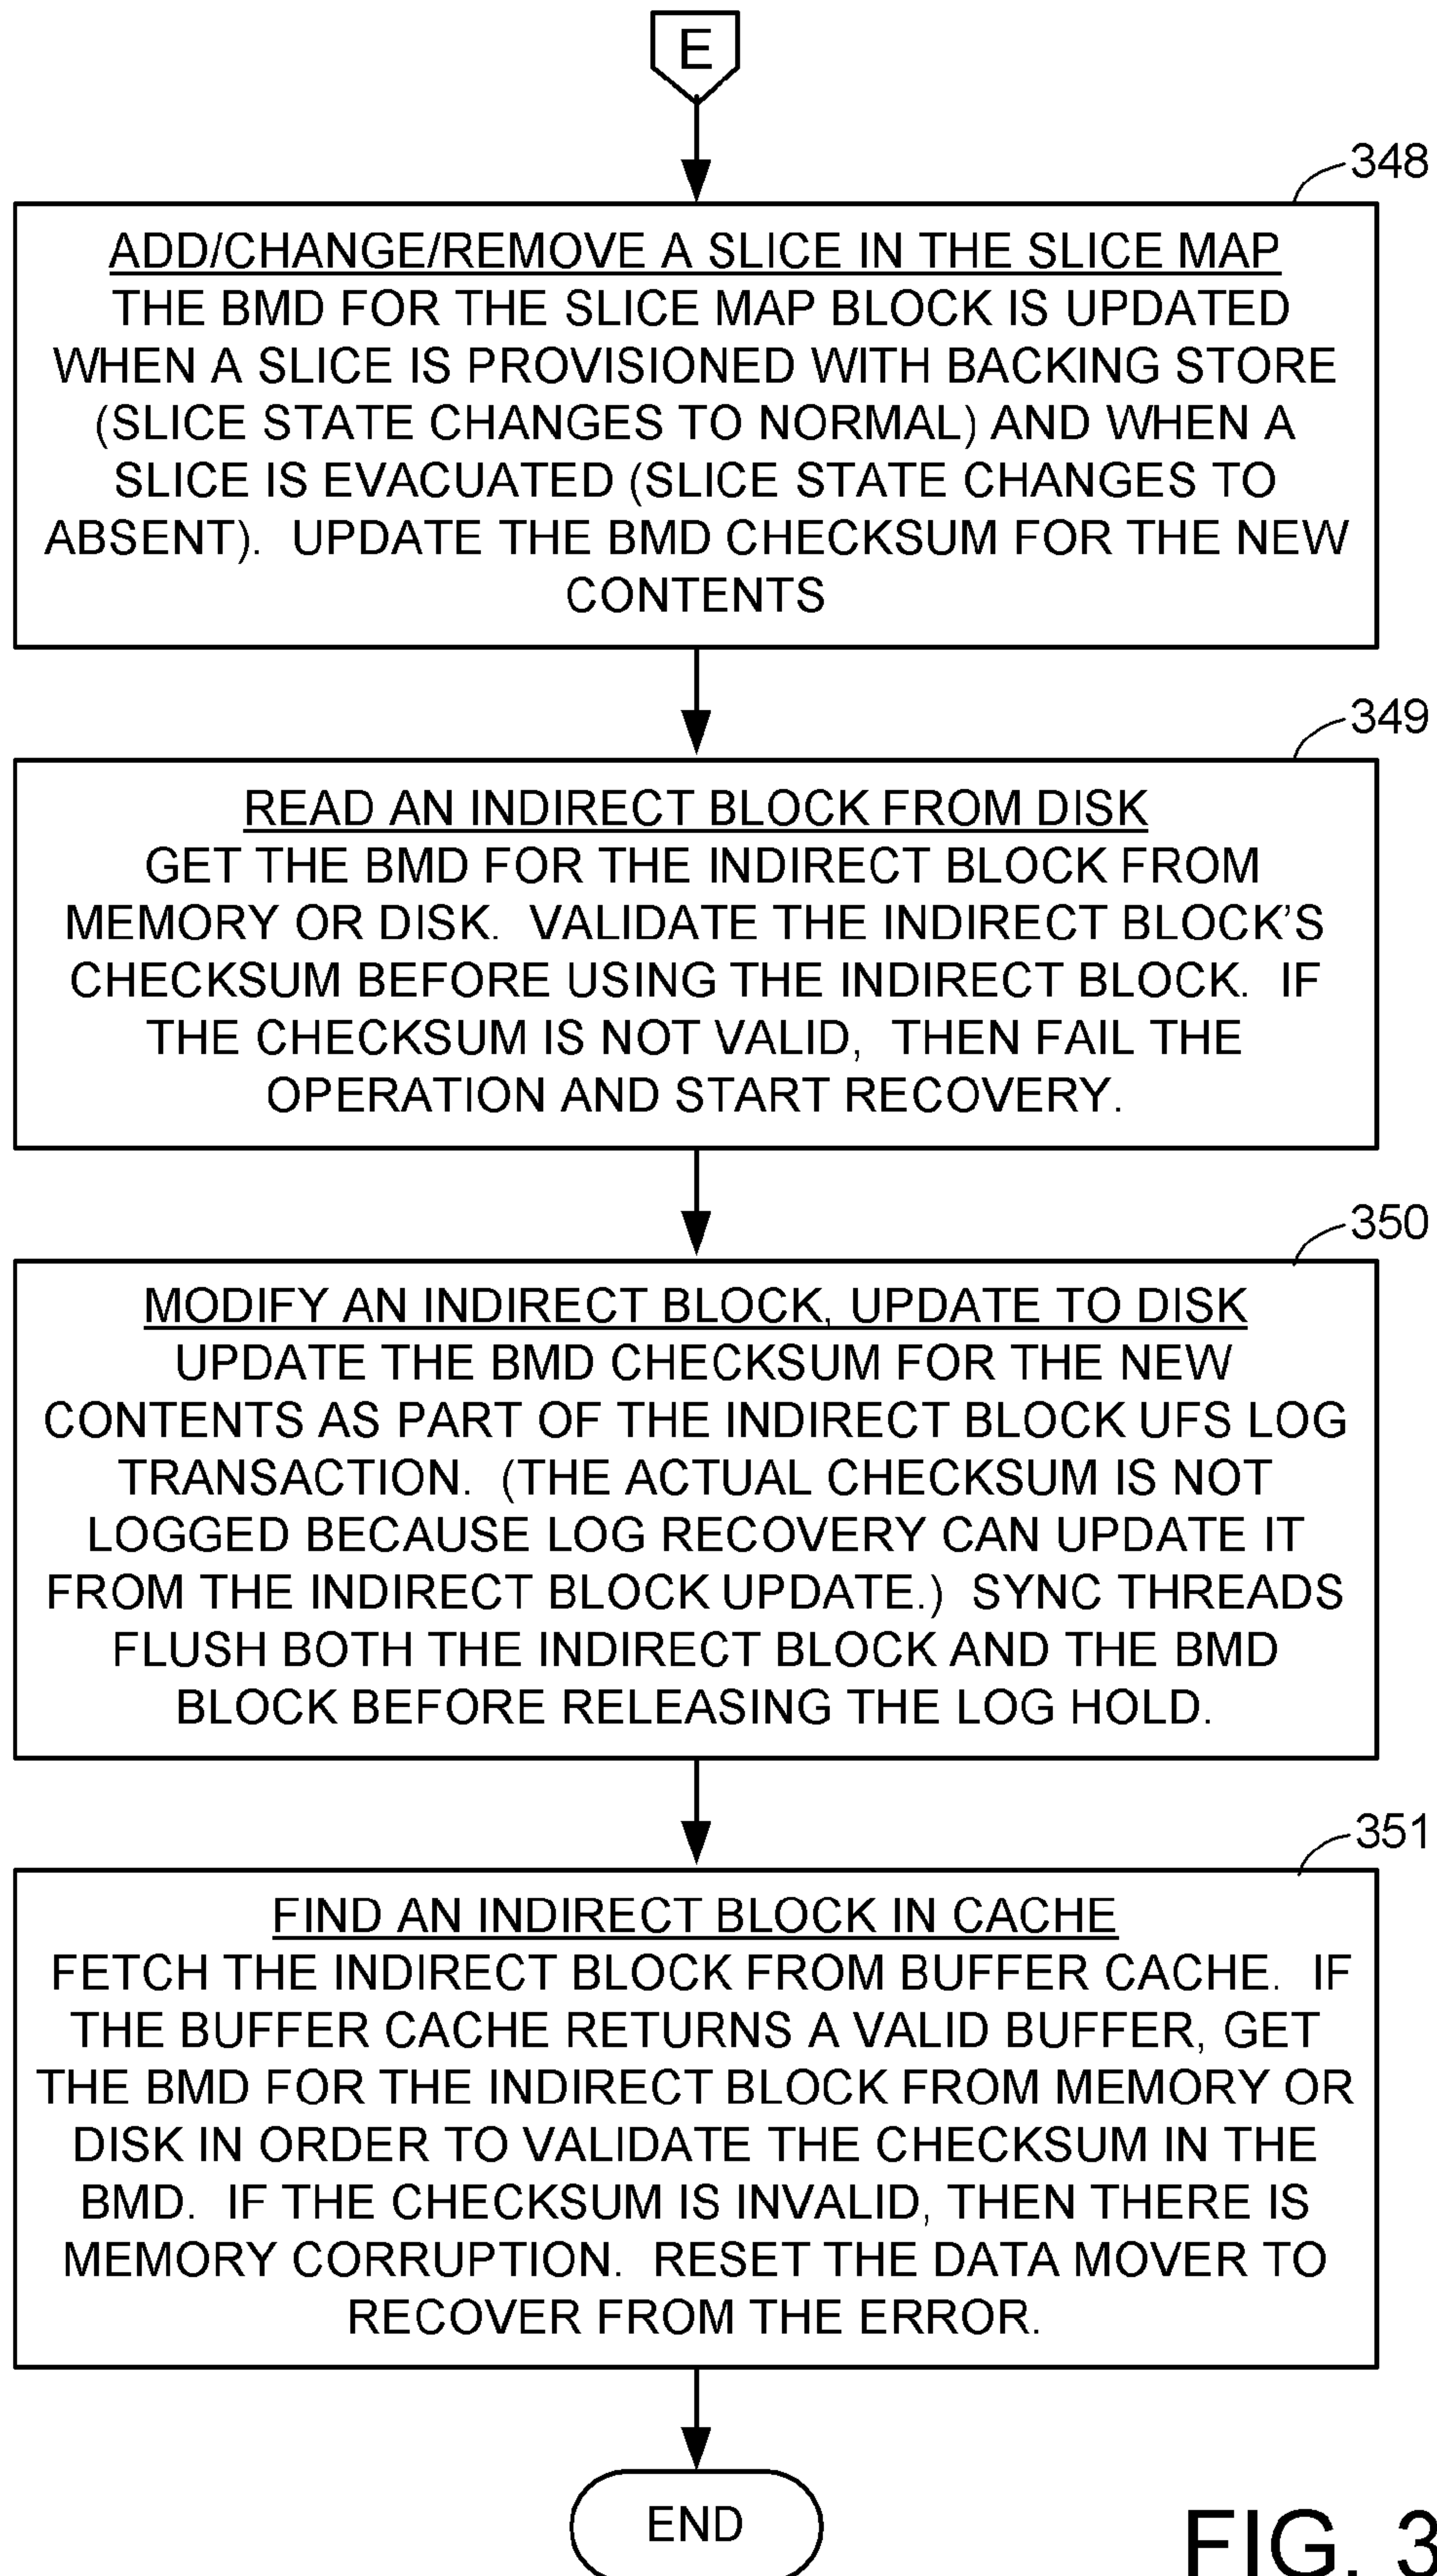 E
348
ADD/CHANGE/REMOVE A SLICE IN THE SLICE MAP
THE BMD FOR THE SLICE MAP BLOCK IS UPDATED
WHEN A SLICE IS PROVISIONED WITH BACKING STORE
(SLICE STATE CHANGES TO NORMAL) AND WHEN A
SLICE IS EVACUATED (SLICE STATE CHANGES TO
ABSENT). UPDATE THE BMD CHECKSUM FOR THE NEW
CONTENTS
349
READ AN INDIRECT BLOCK FROM DISK
GET THE BMD FOR THE INDIRECT BLOCK FROM
MEMORY OR DISK. VALIDATE THE INDIRECT BLOCK'S
CHECKSUM BEFORE USING THE INDIRECT BLOCK. IF
THE CHECKSUM IS NOT VALID, THEN FAIL THE
OPERATION AND START RECOVERY.
350
MODIFY AN INDIRECT BLOCK, UPDATE TO DISK
UPDATE THE BMD CHECKSUM FOR THE NEW
CONTENTS AS PART OF THE INDIRECT BLOCK UFS LOG
TRANSACTION. (THE ACTUAL CHECKSUM IS NOT
LOGGED BECAUSE LOG RECOVERY CAN UPDATE IT
FROM THE INDIRECT BLOCK UPDATE.) SYNC THREADS
FLUSH BOTH THE INDIRECT BLOCK AND THE BMD
BLOCK BEFORE RELEASING THE LOG HOLD.
351
FIND AN INDIRECT BLOCK IN CACHE
FETCH THE INDIRECT BLOCK FROM BUFFER CACHE. IF
THE BUFFER CACHE RETURNS A VALID BUFFER, GET
THE BMD FOR THE INDIRECT BLOCK FROM MEMORY OR
DISK IN ORDER TO VALIDATE THE CHECKSUM IN THE
BMD. IF THE CHECKSUM IS INVALID, THEN THERE IS
MEMORY CORRUPTION. RESET THE DATA MOVER TO
RECOVER FROM THE ERROR.
END
FIG. 3